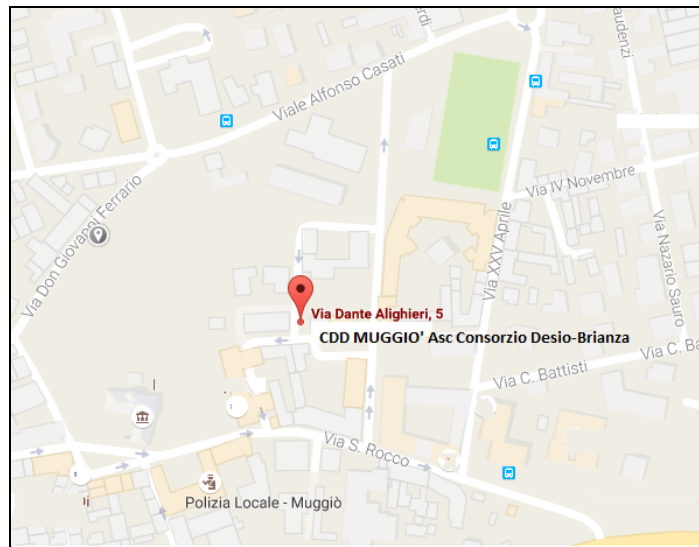 Viale Alfonso Casati
Via IV Novembre
Via Don Giovanni Ferrario
Via XXV Aprile
Via Nazario Sauro
Via Dante Alighieri, 5
CDD MUGGIO' Asc Consorzio Desio-Brianza
Via C. Battisti
Via C. Ba
Via S. Rocco
Polizia Locale - Muggiò